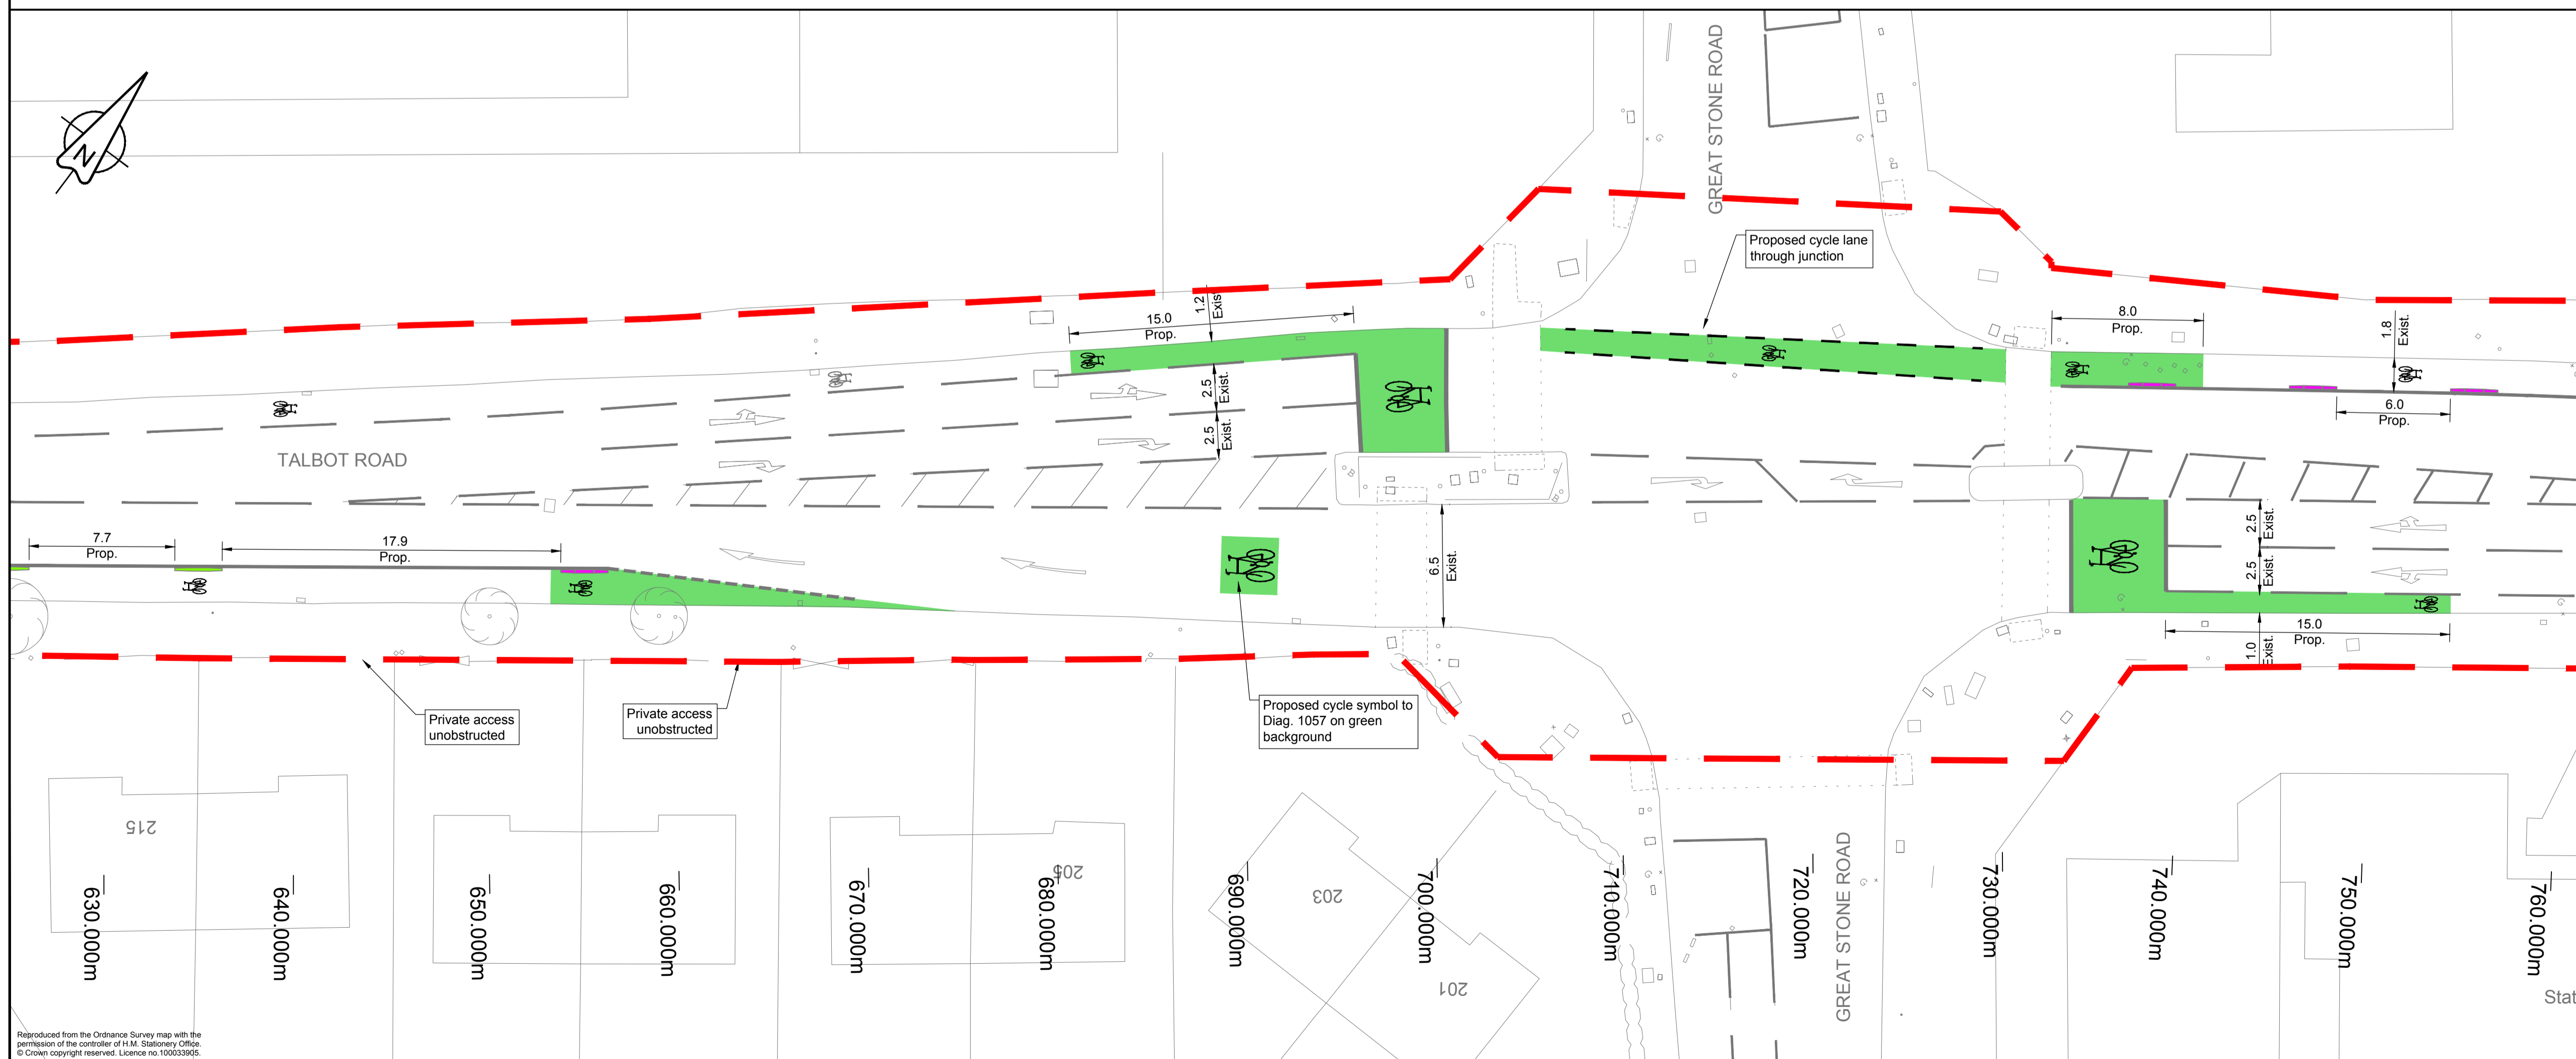 N
GREAT STONE ROAD
Proposed cycle lane
through junction
1.2
Exist.
15.0
Prop.
8.0
Prop.
1.8
Exist.
2.5
Exist.
2.5
Exist.
6.0
Prop.
TALBOT ROAD
7.7
Prop.
17.9
Prop.
6.5
Exist.
2.5
Exist.
2.5
Exist.
15.0
Prop.
1.0
Exist.
Private access
unobstructed
Private access
unobstructed
Proposed cycle symbol to
Diag. 1057 on green
background
215
205
203
201
GREAT STONE ROAD
630.000m
640.000m
650.000m
660.000m
670.000m
680.000m
690.000m
700.000m
710.000m
720.000m
730.000m
740.000m
750.000m
760.000m
Stat
Reproduced from the Ordnance Survey map with the
permission of the controller of H.M. Stationery Office.
© Crown copyright reserved. Licence no.100033905.